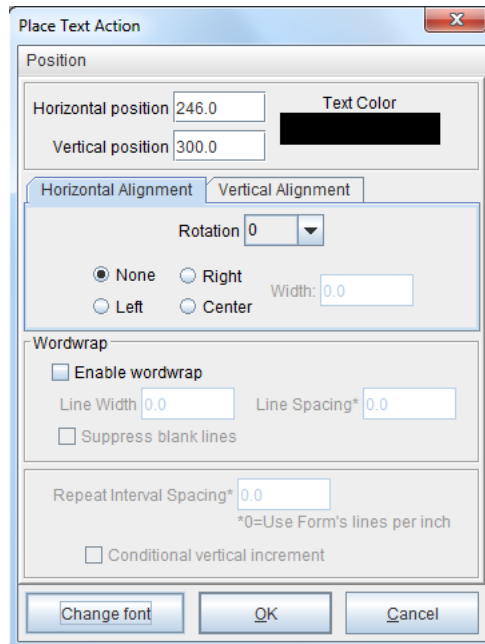 Place Text Action
Position
Horizontal position 246.0
Text Color
Vertical position 300.0
Horizontal Alignment Vertical Alignment
Rotation 0
None Right
Width: 0.0
Left Center
Wordwrap
Enable wordwrap
Line Width 0.0 Line Spacing* 0.0
Suppress blank lines
Repeat Interval Spacing* 0.0
*0=Use Form's lines per inch
Conditional vertical increment
Change font OK Cancel